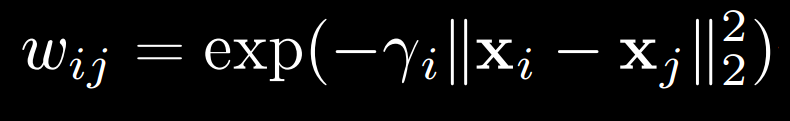 w_{ij} = \exp(-\gamma_i \|\mathbf{x}_i - \mathbf{x}_j\|_2^2)